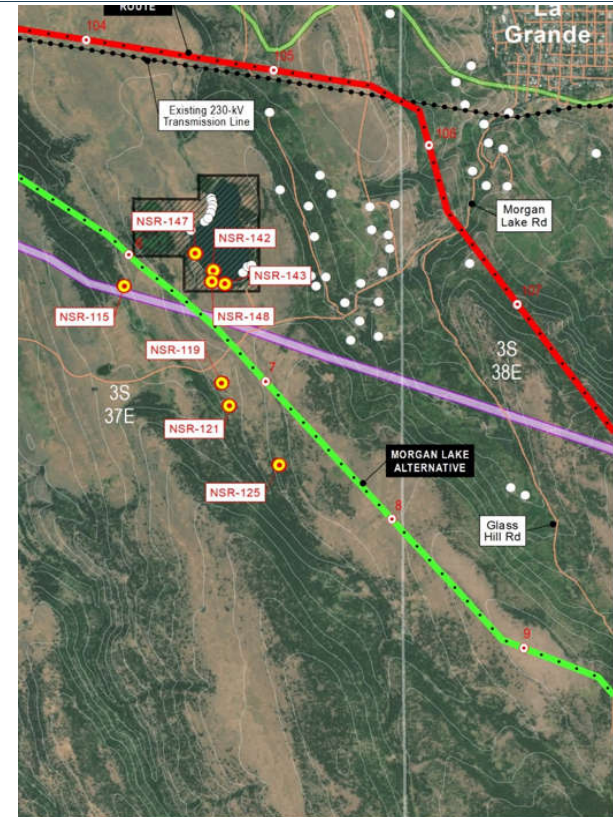 ROUTE
La
Grande
104
105
Existing 230-kV
Transmission Line
106
Morgan
Lake Rd
NSR-147
NSR-142
NSR-143
NSR-115
NSR-148
107
NSR-119
7
3S
38E
3S
37E
NSR-121
MORGAN LAKE
ALTERNATIVE
NSR-125
8
Glass
Hill Rd
9